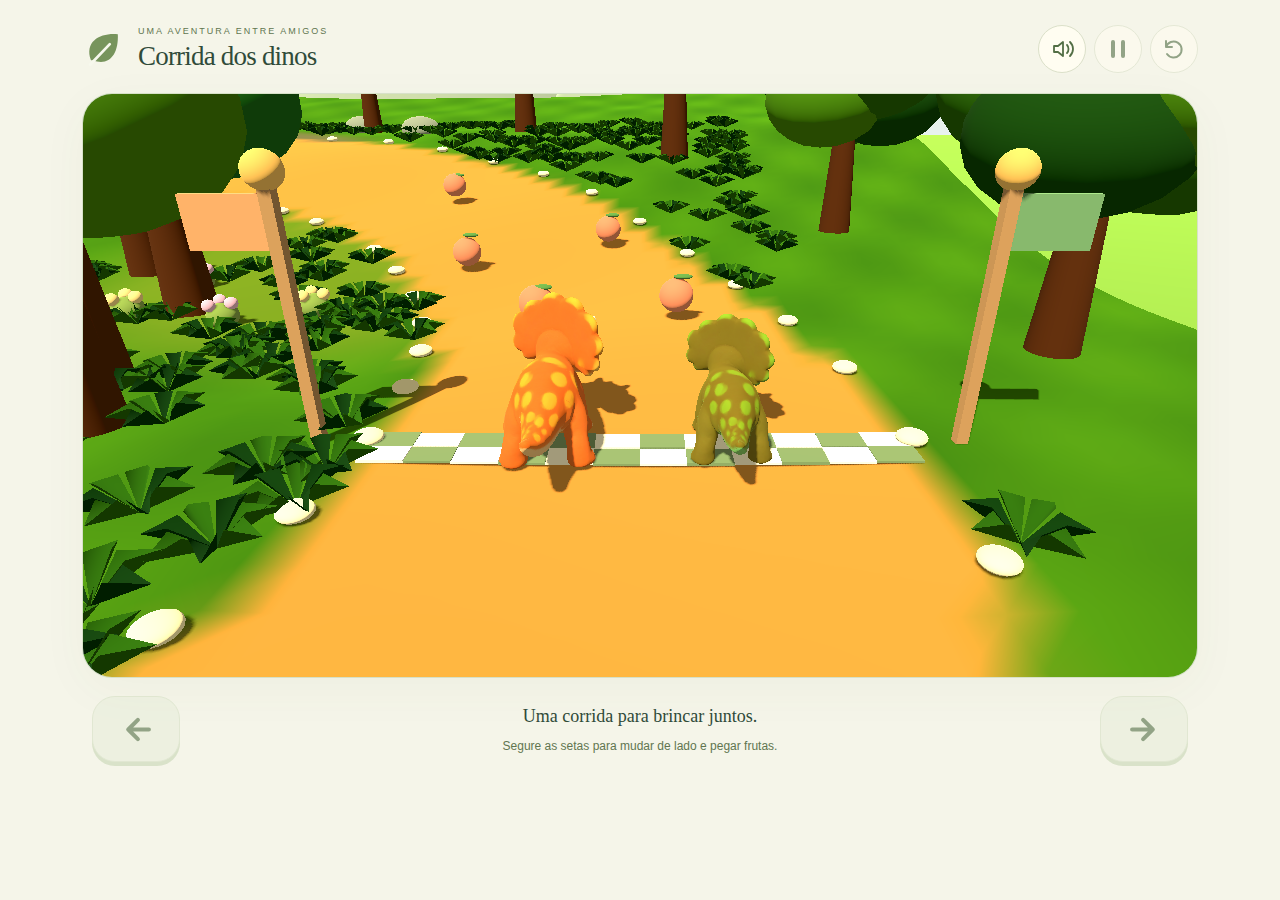 UMA AVENTURA ENTRE AMIGOS
Corrida dos dinos
Uma corrida para brincar juntos.
Segure as setas para mudar de lado e pegar frutas.